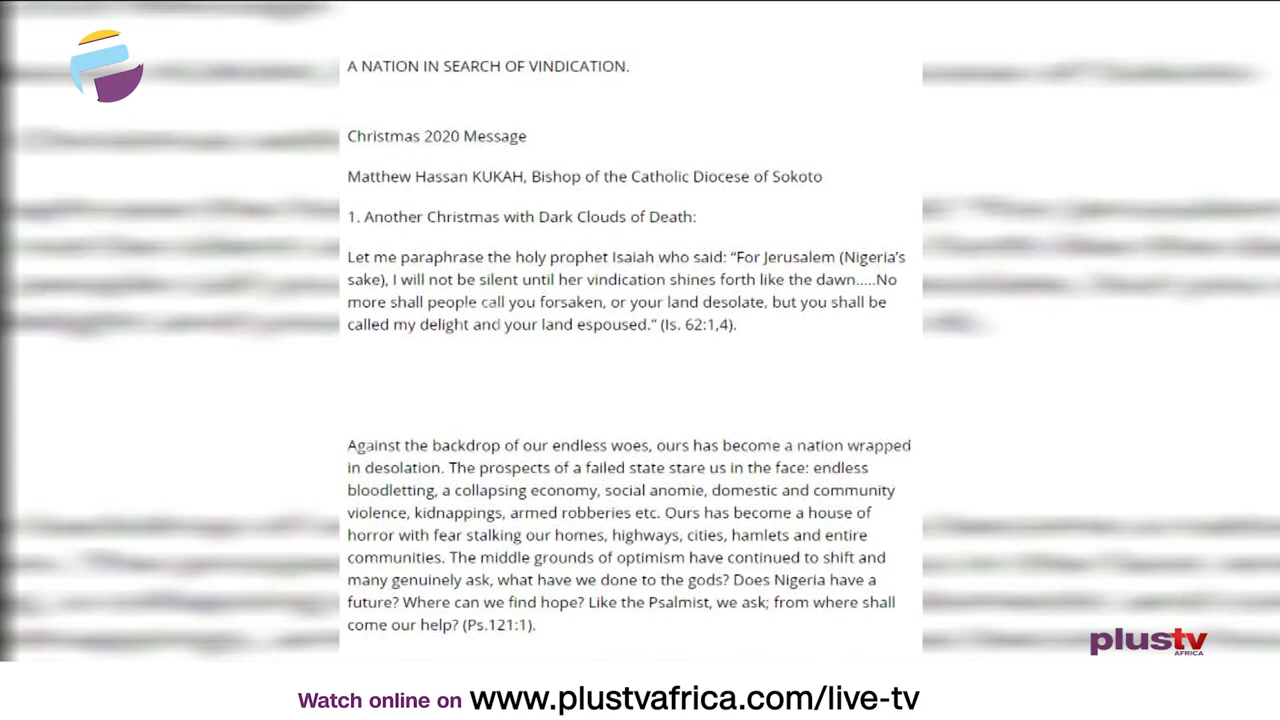 A NATION IN SEARCH OF VINDICATION.
Christmas 2020 Message
Matthew Hassan KUKAH, Bishop of the Catholic Diocese of Sokoto
1. Another Christmas with Dark Clouds of Death:
Let me paraphrase the holy prophet Isaiah who said: “For Jerusalem (Nigeria’s
sake), I will not be silent until her vindication shines forth like the dawn.....No
more shall people call you forsaken, or your land desolate, but you shall be
called my delight and your land espoused.” (Is. 62:1,4).
Against the backdrop of our endless woes, ours has become a nation wrapped
in desolation. The prospects of a failed state stare us in the face: endless
bloodletting, a collapsing economy, social anomie, domestic and community
violence, kidnappings, armed robberies etc. Ours has become a house of
horror with fear stalking our homes, highways, cities, hamlets and entire
communities. The middle grounds of optimism have continued to shift and
many genuinely ask, what have we done to the gods? Does Nigeria have a
future? Where can we find hope? Like the Psalmist, we ask; from where shall
come our help? (Ps.121:1).
plustv
AFRICA
Watch online on www.plustvafrica.com/live-tv